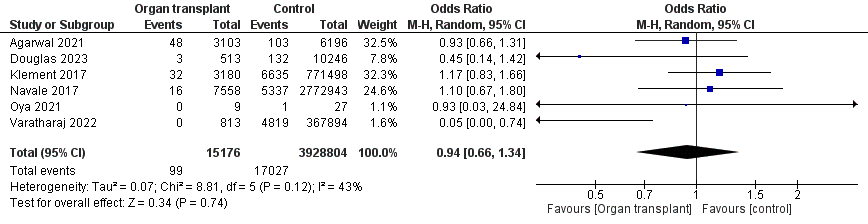 Organ transplant Control Odds Ratio Odds Ratio
Study or Subgroup Events Total Events Total Weight M-H, Random, 95% CI M-H, Random, 95% CI
Agarwal 2021 48 3103 103 6196 32.5% 0.93 [0.66, 1.31]
Douglas 2023 3 513 132 10246 7.8% 0.45 [0.14, 1.42]
Klement 2017 32 3180 6635 771498 32.3% 1.17 [0.83, 1.66]
Navale 2017 16 7558 5337 2772943 24.6% 1.10 [0.67, 1.80]
Oya 2021 0 9 1 27 1.1% 0.93 [0.03, 24.84]
Varatharaj 2022 0 813 4819 367894 1.6% 0.05 [0.00, 0.74]
Total (95% CI) 15176 3928804 100.0% 0.94 [0.66, 1.34]
Total events 99 17027
Heterogeneity: Tau² = 0.07; Chi² = 8.81, df = 5 (P = 0.12); I² = 43%
Test for overall effect: Z = 0.34 (P = 0.74)
0.5 0.7 1 1.5 2
Favours [Organ transplant] Favours [control]